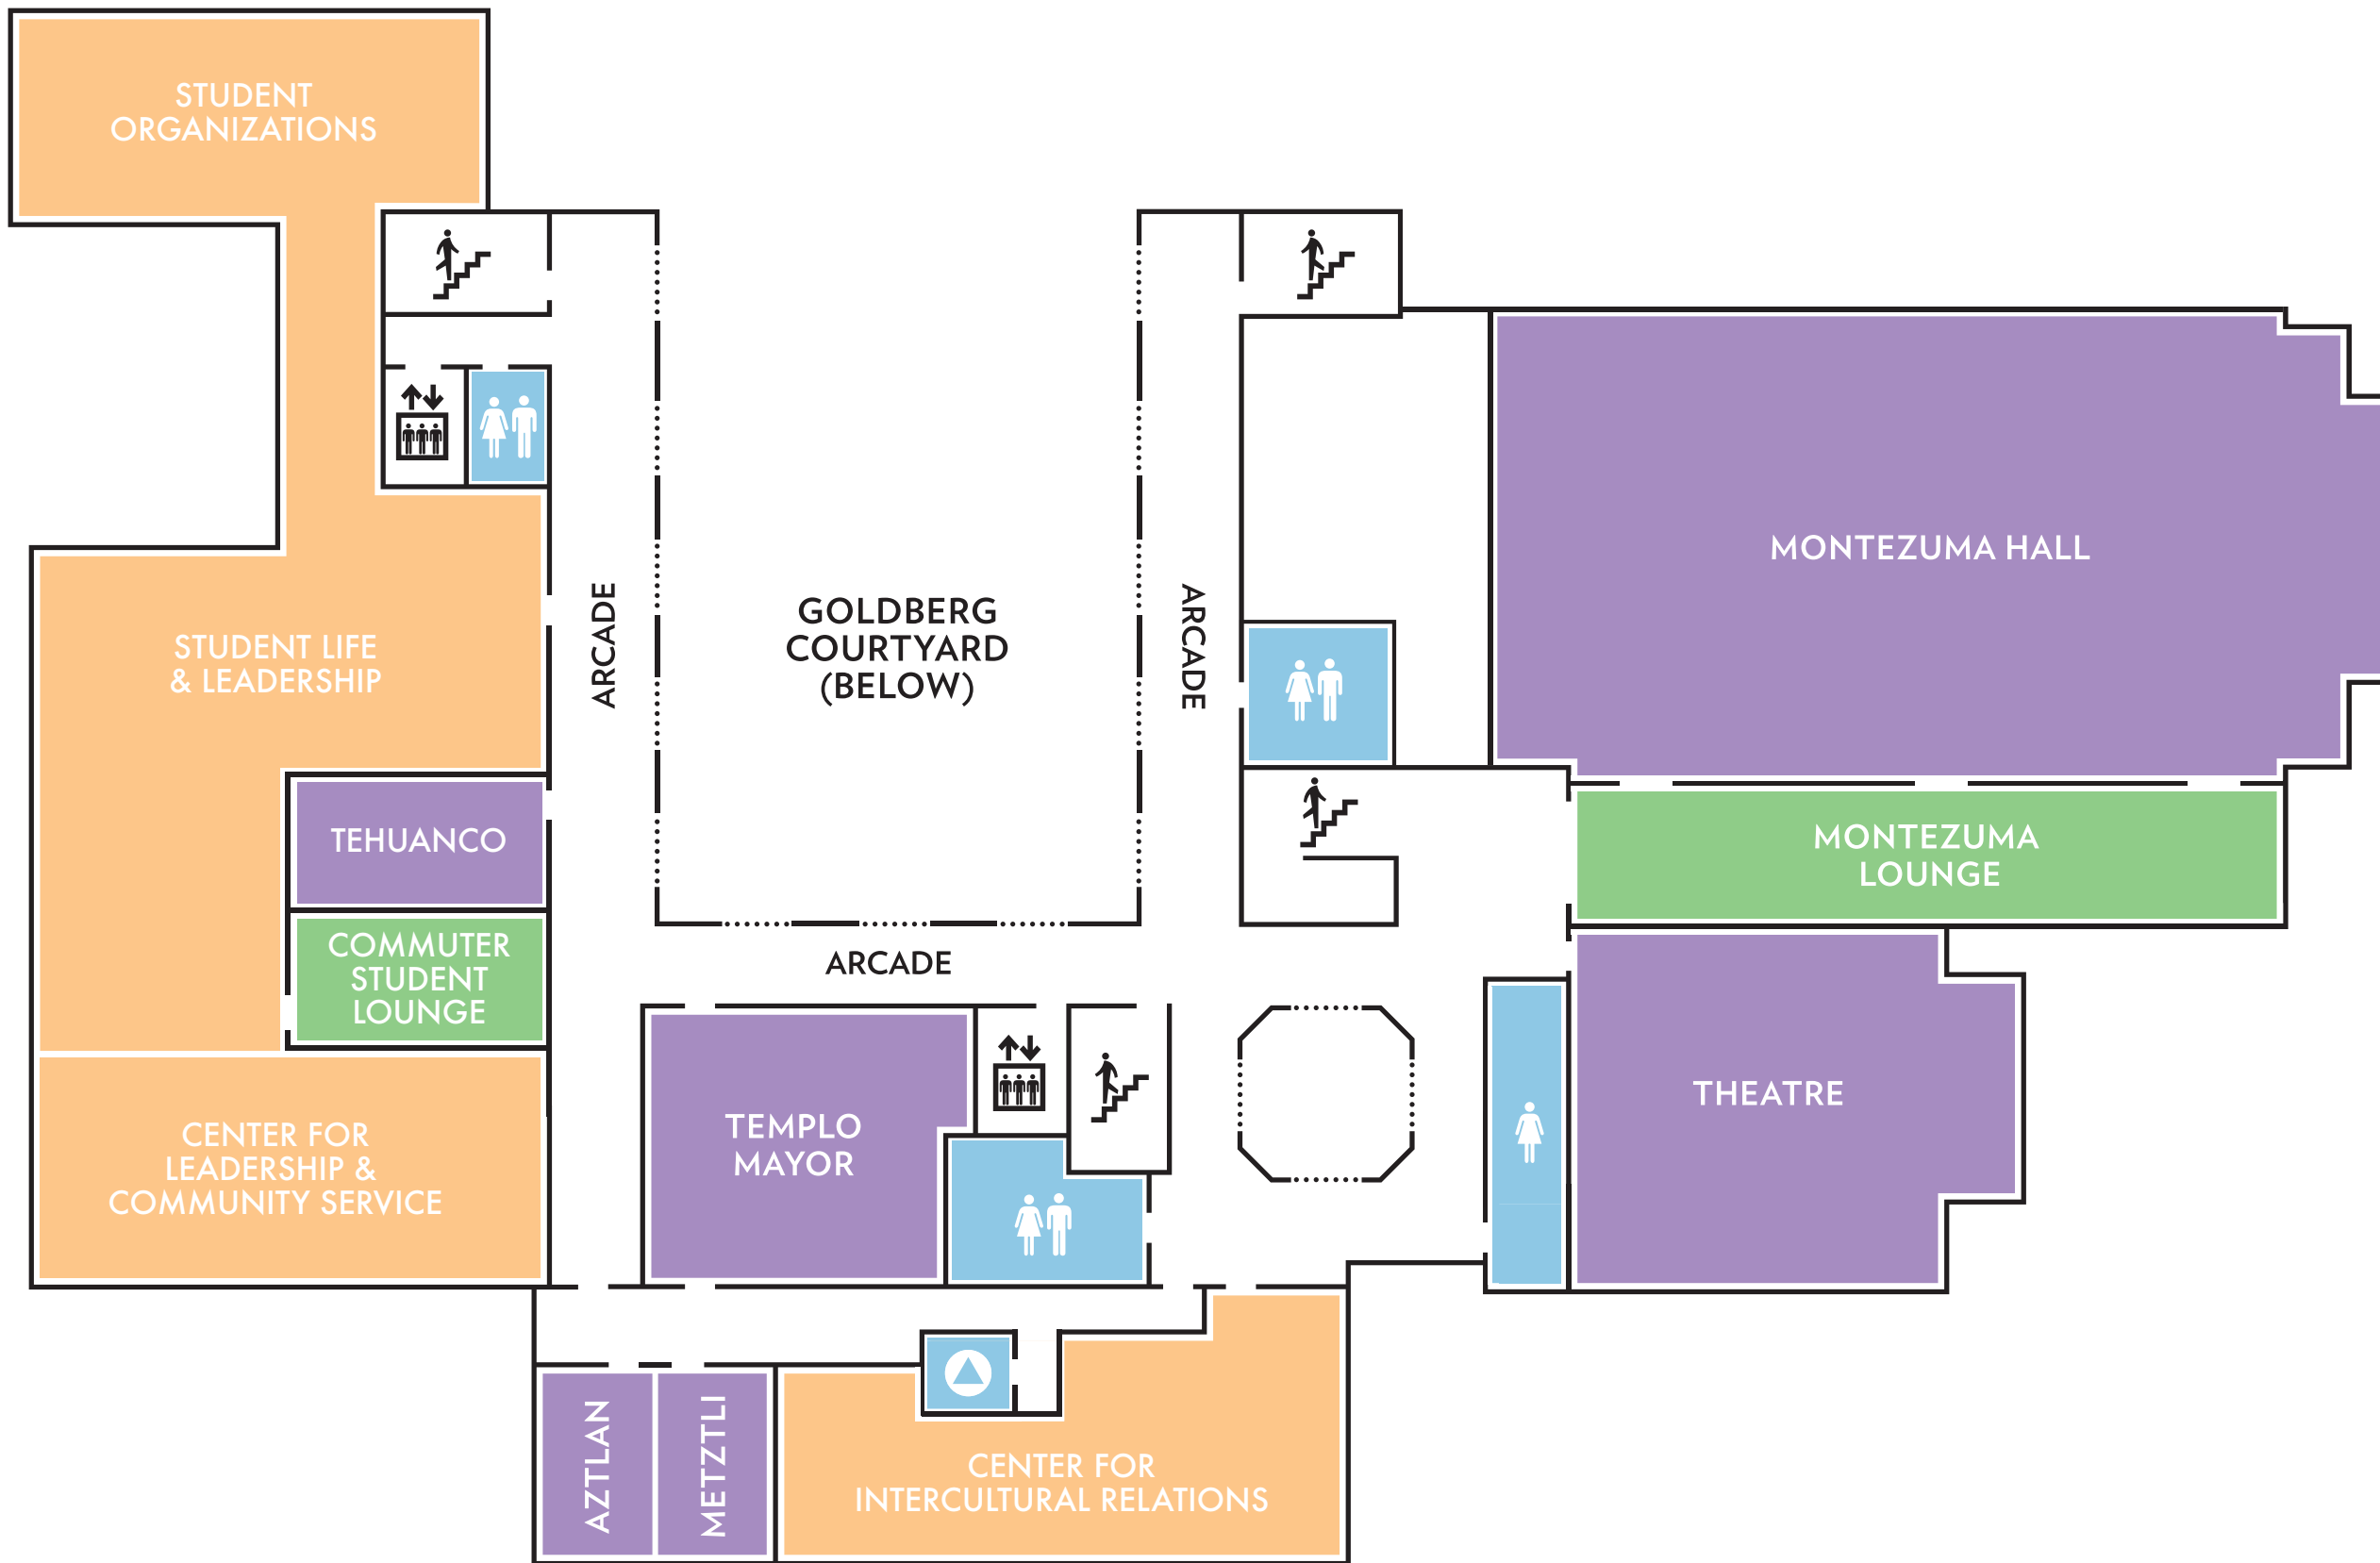 STUDENT
ORGANIZATIONS
MONTEZUMA HALL
GOLDBERG
COURTYARD
(BELOW)
ARCADE
ARCADE
STUDENT LIFE
& LEADERSHIP
TEHUANCO
MONTEZUMA
LOUNGE
COMMUTER
STUDENT
LOUNGE
ARCADE
THEATRE
TEMPLO
MAYOR
CENTER FOR
LEADERSHIP &
COMMUNITY SERVICE
AZTLAN
METZTLI
CENTER FOR
INTERCULTURAL RELATIONS